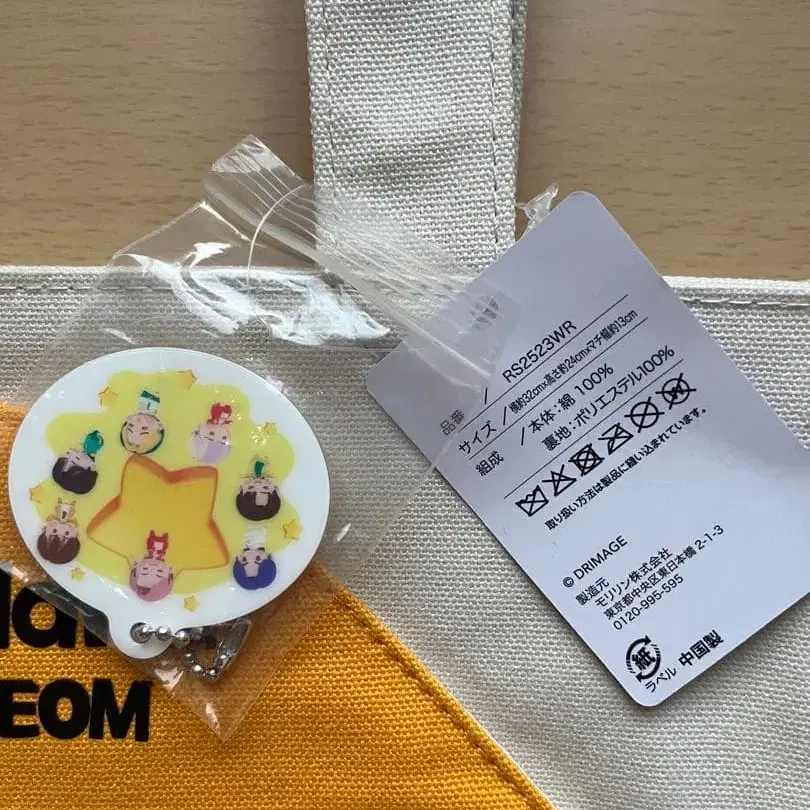 品番 / RS2523WR
サイズ / 横約32cm×高さ約24cm×マチ幅約13cm
組成 / 本体:綿 100%
裏地:ポリエステル100%
取り扱い方法は製品に縫い込まれています。
© DRIMAGE
製造元
モリリン株式会社
東京都中央区東日本橋 2-1-3
0120-995-595
紙
ラベル 中国製
EOM